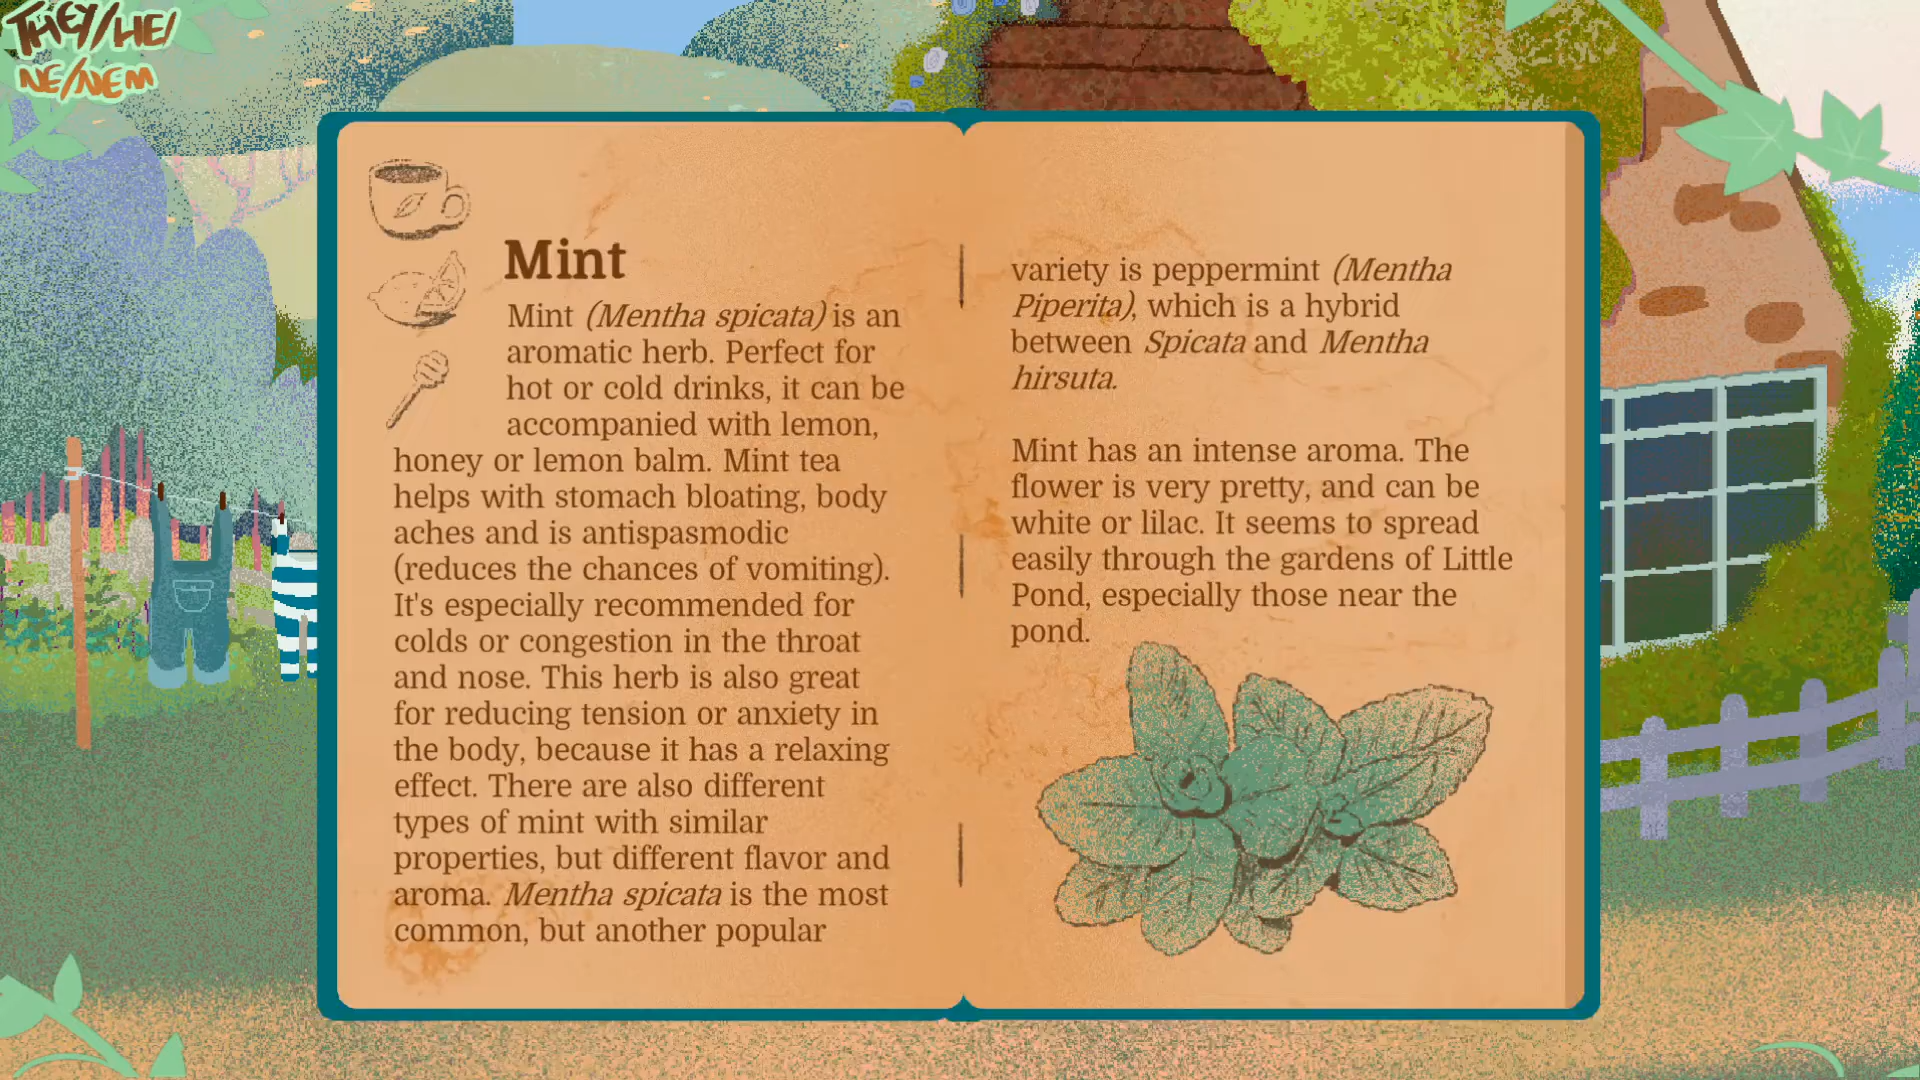 THEY/HE/
NE/NEM
Mint
Mint (Mentha spicata) is an
aromatic herb. Perfect for
hot or cold drinks, it can be
accompanied with lemon,
honey or lemon balm. Mint tea
helps with stomach bloating, body
aches and is antispasmodic
(reduces the chances of vomiting).
It's especially recommended for
colds or congestion in the throat
and nose. This herb is also great
for reducing tension or anxiety in
the body, because it has a relaxing
effect. There are also different
types of mint with similar
properties, but different flavor and
aroma. Mentha spicata is the most
common, but another popular
variety is peppermint (Mentha
Piperita), which is a hybrid
between Spicata and Mentha
hirsuta.
Mint has an intense aroma. The
flower is very pretty, and can be
white or lilac. It seems to spread
easily through the gardens of Little
Pond, especially those near the
pond.